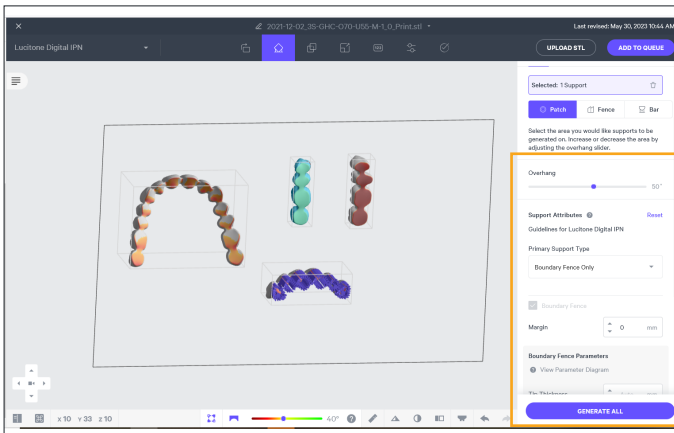 2021-12-02_3S-GHC-O70-U55-M-1_0_Print.stl
Last revised: May 30, 2023 10:44 AM
Lucitone Digital IPN
UPLOAD STL
ADD TO QUEUE
Selected: 1 Support
Patch
Fence
Bar
Select the area you would like supports to be
generated on. Increase or decrease the area by
adjusting the overhang slider.
Overhang
50°
Support Attributes
Reset
Guidelines for Lucitone Digital IPN
Primary Support Type
Boundary Fence Only
Boundary Fence
Margin
0 mm
Boundary Fence Parameters
View Parameter Diagram
Tip Thickness
GENERATE ALL
x 10 y 33 z 10
40°